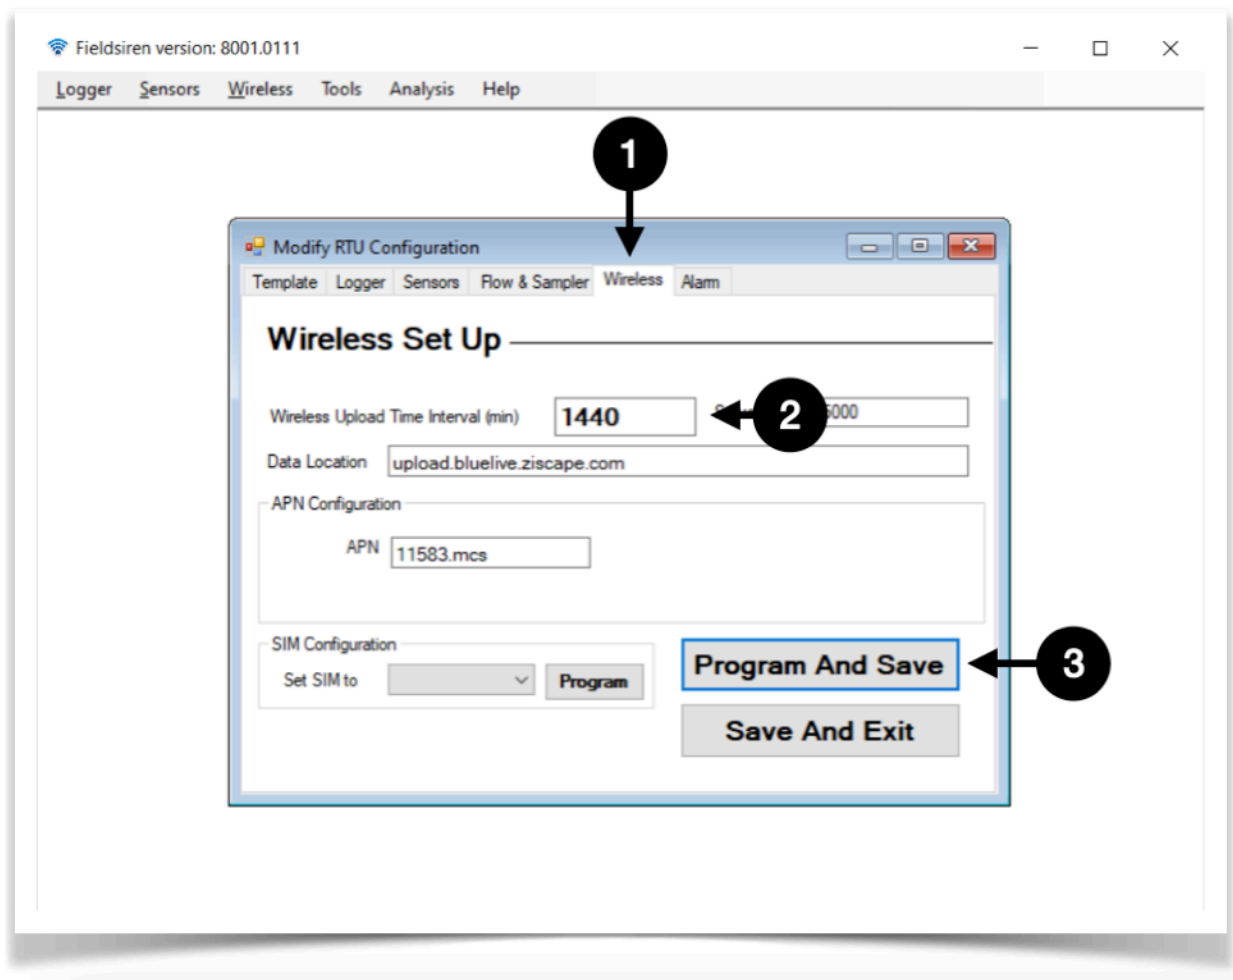 Fieldsiren version: 8001.0111
Logger Sensors Wireless Tools Analysis Help
1
Modify RTU Configuration
Template Logger Sensors Flow & Sampler Wireless Alarm
Wireless Set Up
Wireless Upload Time Interval (min) 1440 2 000
Data Location upload.bluelive.ziscape.com
APN Configuration
APN 11583.mcs
SIM Configuration
Set SIM to Program
Program And Save 3
Save And Exit